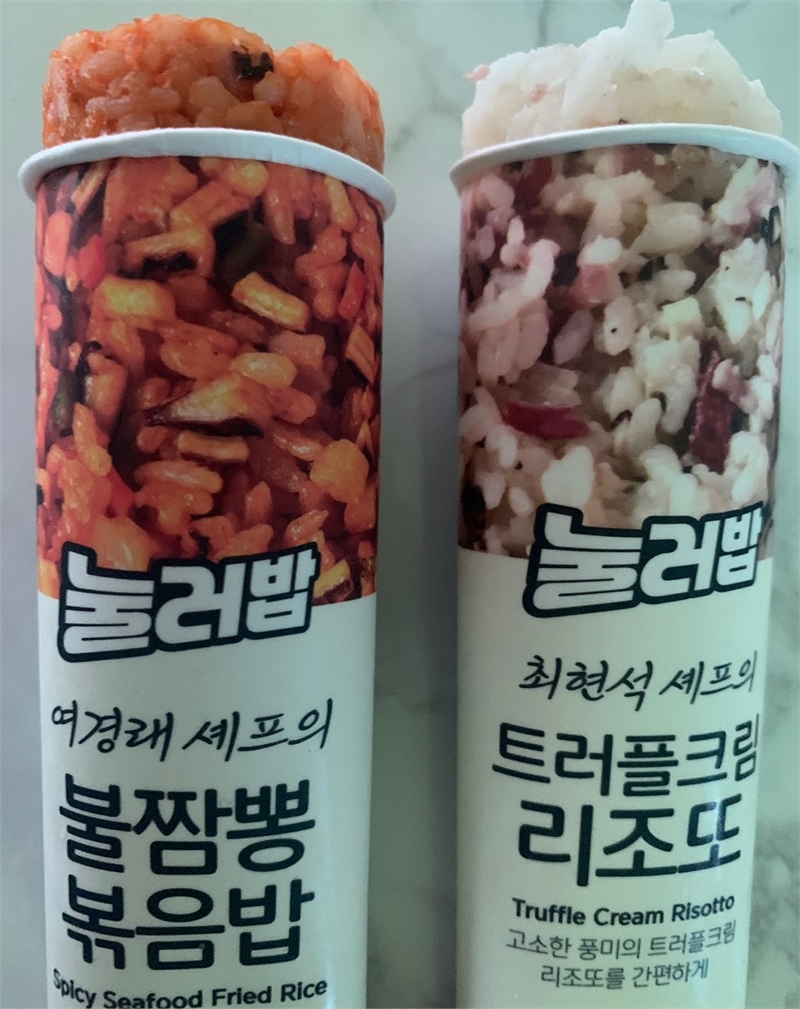 눌러밥
여경래 셰프의
불짬뽕
볶음밥
Spicy Seafood Fried Rice
눌러밥
최현석 셰프의
트러플크림
리조또
Truffle Cream Risotto
고소한 풍미의 트러플크림
리조또를 간편하게